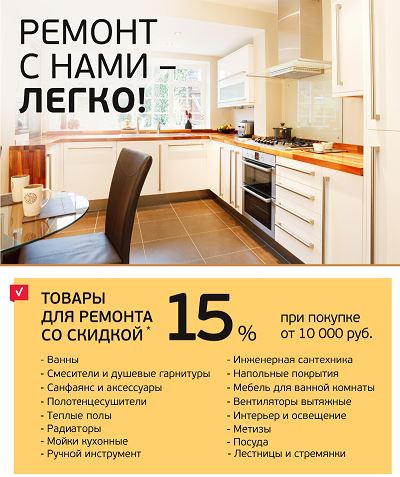 РЕМОНТ
С НАМИ –
ЛЕГКО!
ТОВАРЫ
ДЛЯ РЕМОНТА
СО СКИДКОЙ*
15%
при покупке
от 10 000 руб.
- Ванны
- Смесители и душевые гарнитуры
- Санфаянс и аксессуары
- Полотенцесушители
- Теплые полы
- Радиаторы
- Мойки кухонные
- Ручной инструмент
- Инженерная сантехника
- Напольные покрытия
- Мебель для ванной комнаты
- Вентиляторы вытяжные
- Интерьер и освещение
- Метизы
- Посуда
- Лестницы и стремянки